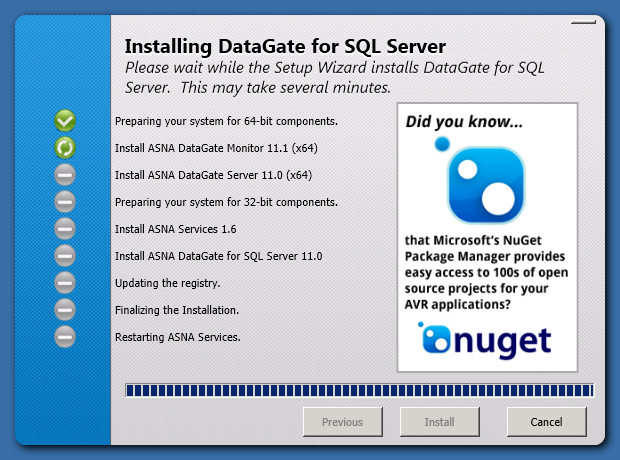 Installing DataGate for SQL Server
Please wait while the Setup Wizard installs DataGate for SQL
Server.  This may take several minutes.
Preparing your system for 64-bit components.
Install ASNA DataGate Monitor 11.1 (x64)
Install ASNA DataGate Server 11.0 (x64)
Preparing your system for 32-bit components.
Install ASNA Services 1.6
Install ASNA DataGate for SQL Server 11.0
Updating the registry.
Finalizing the Installation.
Restarting ASNA Services.
Did you know...
that Microsoft's NuGet
Package Manager provides
easy access to 100s of open
source projects for your
AVR applications?
nuget
Previous
Install
Cancel